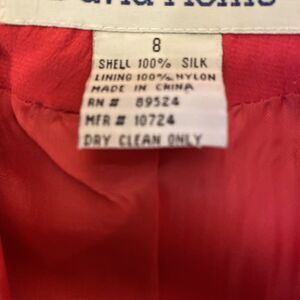 8
SHELL 100% SILK
LINING 100% NYLON
MADE IN CHINA
RN # 89524
MFR # 10724
DRY CLEAN ONLY